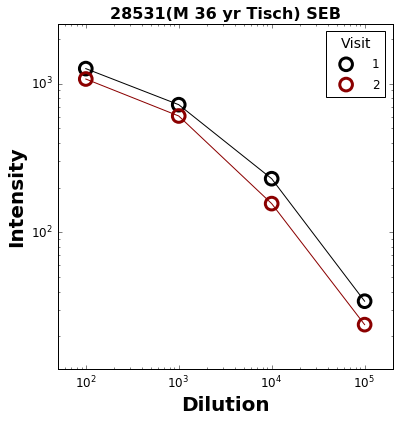 28531(M 36 yr Tisch) SEB
Visit
1
2
10³
10²
Intensity
10² 10³ 10⁴ 10⁵
Dilution